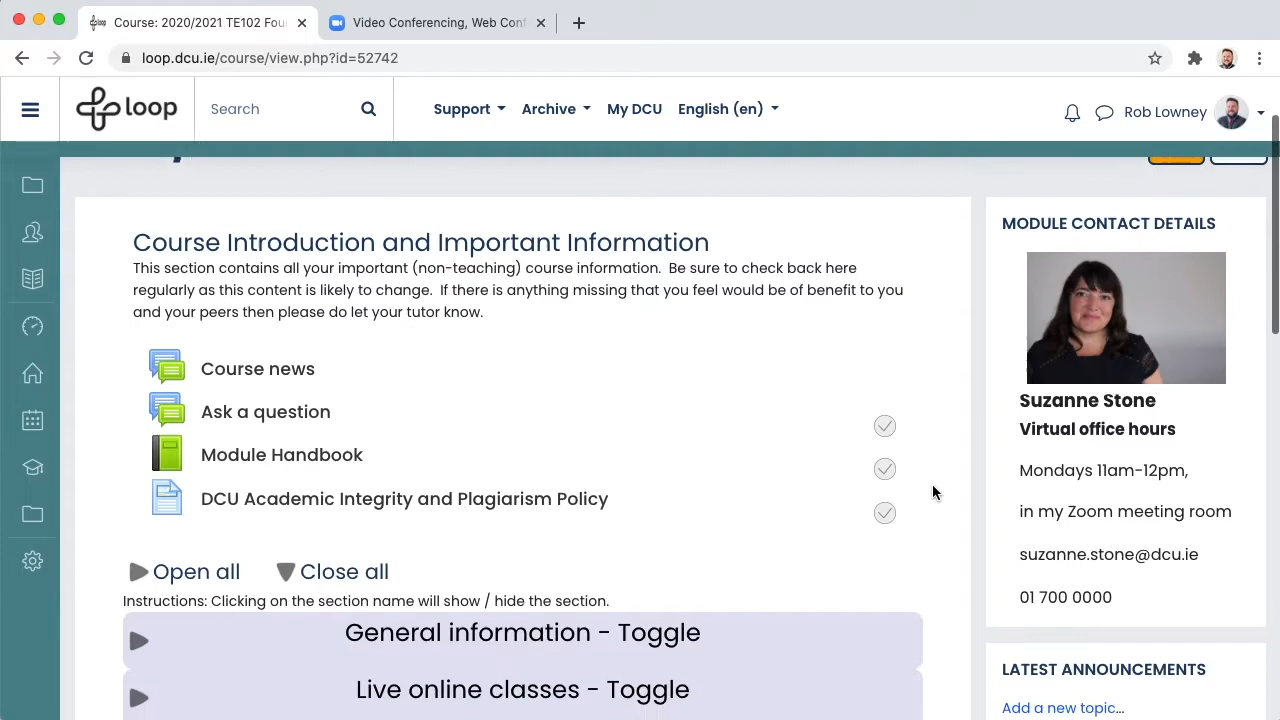 Course: 2020/2021 TE102 Fou
Video Conferencing, Web Conf
loop.dcu.ie/course/view.php?id=52742
loop
Search
Support
Archive
My DCU
English (en)
Rob Lowney
Course Introduction and Important Information
This section contains all your important (non-teaching) course information. Be sure to check back here
regularly as this content is likely to change. If there is anything missing that you feel would be of benefit to you
and your peers then please do let your tutor know.
Course news
Ask a question
Module Handbook
DCU Academic Integrity and Plagiarism Policy
Open all
Close all
Instructions: Clicking on the section name will show / hide the section.
General information - Toggle
Live online classes - Toggle
MODULE CONTACT DETAILS
Suzanne Stone
Virtual office hours
Mondays 11am-12pm,
in my Zoom meeting room
suzanne.stone@dcu.ie
01 700 0000
LATEST ANNOUNCEMENTS
Add a new topic...